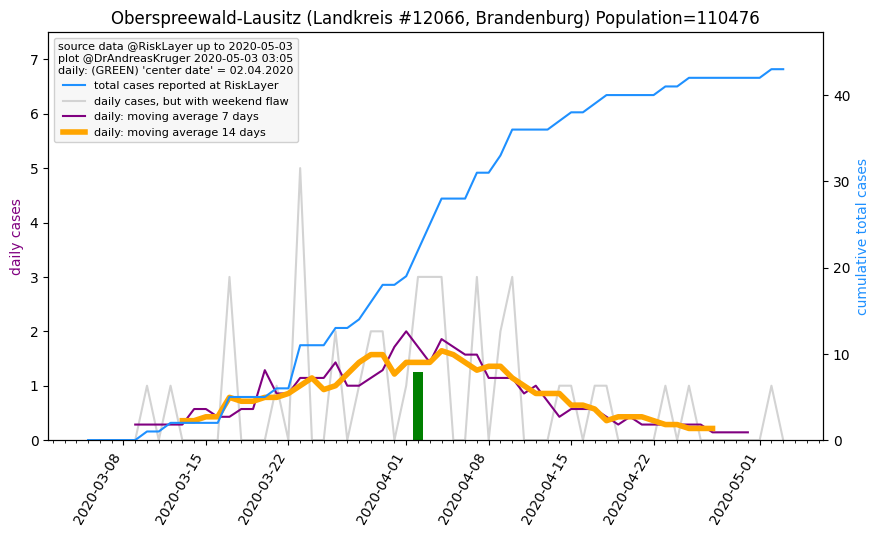 Oberspreewald-Lausitz (Landkreis #12066, Brandenburg) Population=110476
source data @RiskLayer up to 2020-05-03
plot @DrAndreasKruger 2020-05-03 03:05
daily: (GREEN) 'center date' = 02.04.2020
total cases reported at RiskLayer
daily cases, but with weekend flaw
daily: moving average 7 days
daily: moving average 14 days
daily cases
7
6
5
4
3
2
1
0
cumulative total cases
40
30
20
10
0
2020-03-08
2020-03-15
2020-03-22
2020-04-01
2020-04-08
2020-04-15
2020-04-22
2020-05-01